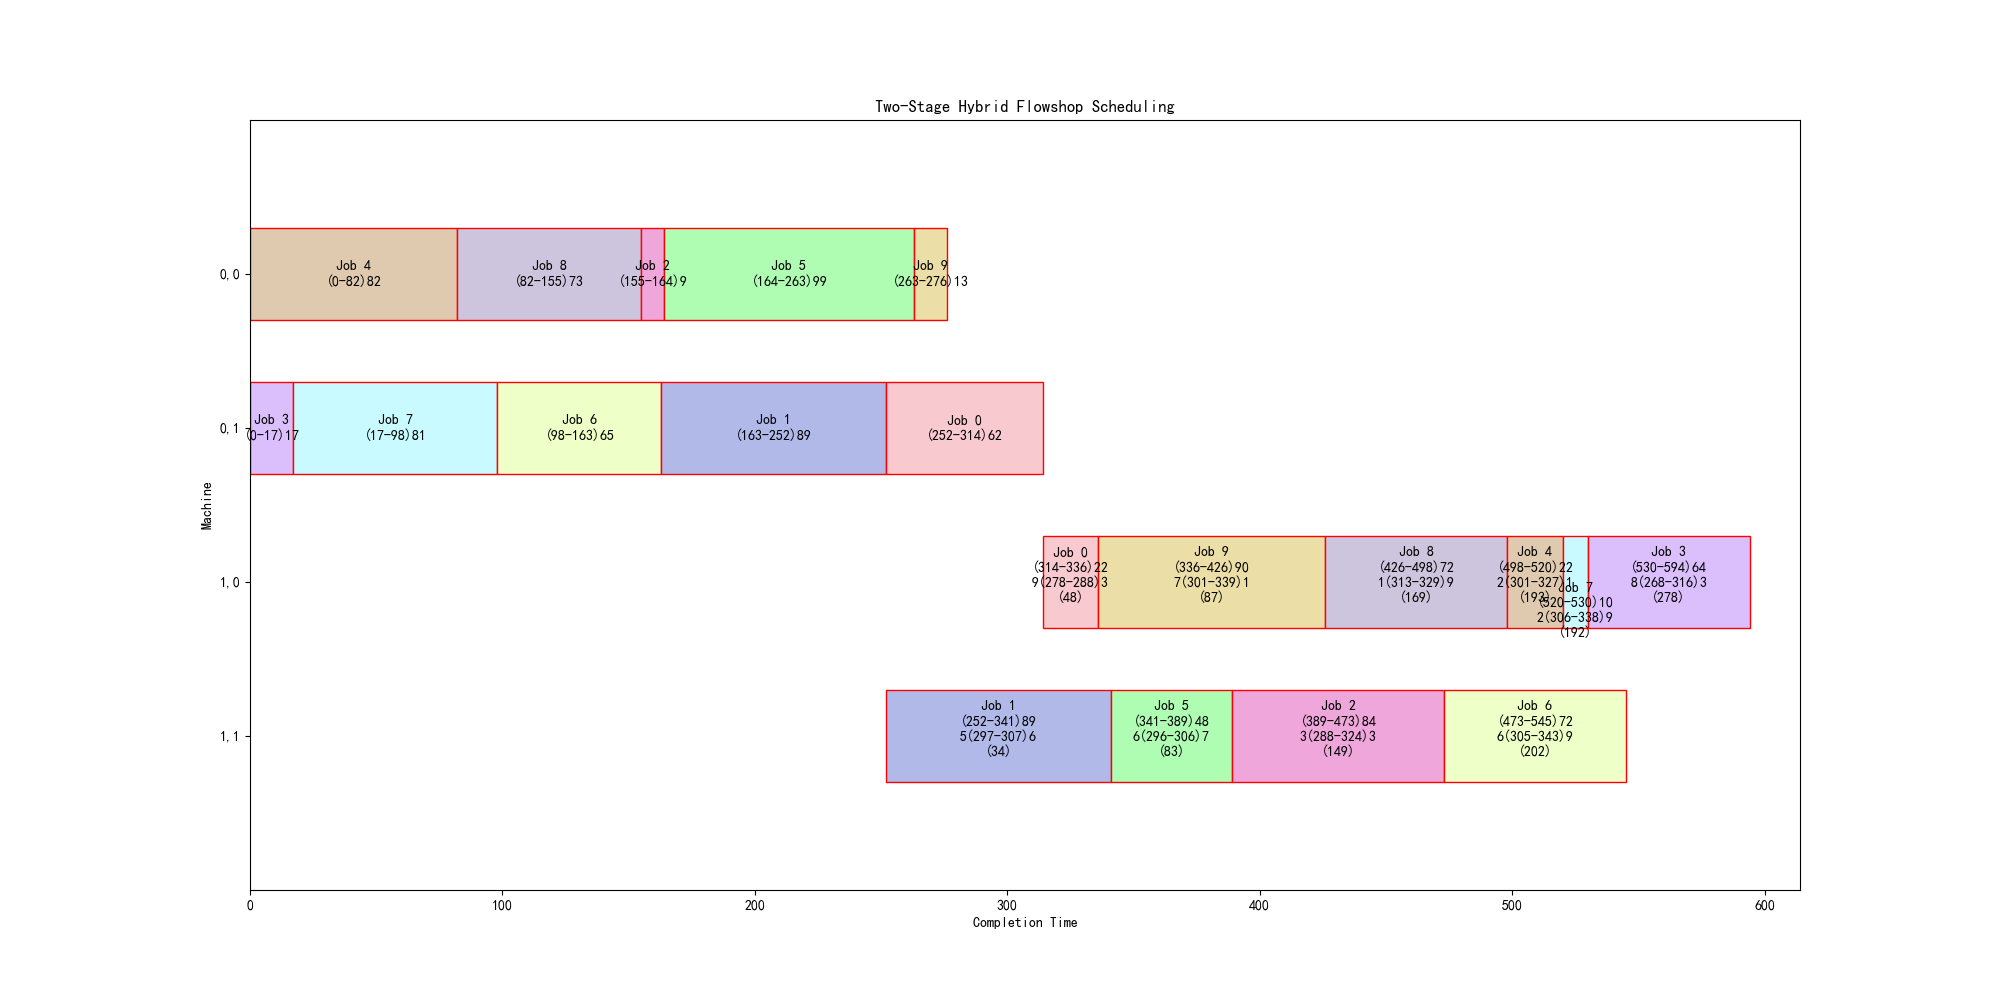 Two-Stage Hybrid Flowshop Scheduling
Machine
0,0
Job 4
(0-82)82
Job 8
(82-155)73
Job 2
(155-164)9
Job 5
(164-263)99
Job 9
(263-276)13
0,1
Job 3
(0-17)17
Job 7
(17-98)81
Job 6
(98-163)65
Job 1
(163-252)89
Job 0
(252-314)62
1,0
Job 0
(314-336)22
9(278-288)3
(48)
Job 9
(336-426)90
7(301-339)1
(87)
Job 8
(426-498)72
1(313-329)9
(169)
Job 4
(498-520)22
2(301-327)1
(193)
Job 7
(520-530)10
2(306-338)9
(192)
Job 3
(530-594)64
8(268-316)3
(278)
1,1
Job 1
(252-341)89
5(297-307)6
(34)
Job 5
(341-389)48
6(296-306)7
(83)
Job 2
(389-473)84
3(288-324)3
(149)
Job 6
(473-545)72
6(305-343)9
(202)
0
100
200
300
400
500
600
Completion Time